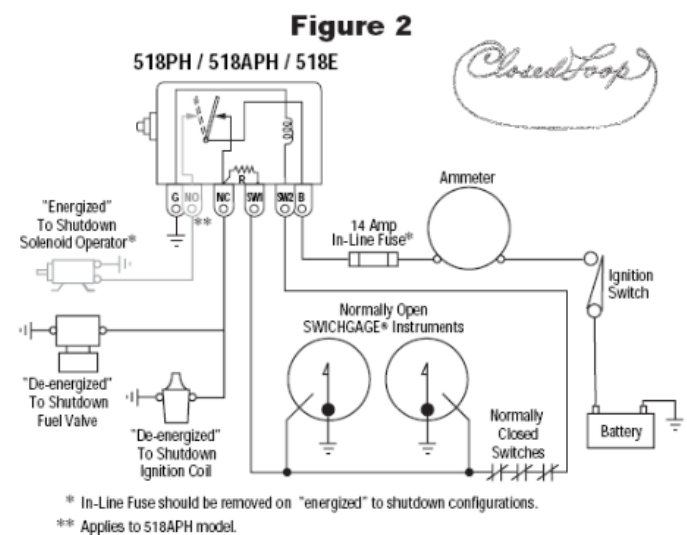 Figure 2
518PH / 518APH / 518E
Closed Loop
R
G
NO
NC
SW1
SW2
B
**
"Energized"
To Shutdown
Solenoid Operator*
14 Amp
In-Line Fuse*
Ammeter
Ignition
Switch
Normally Open
SWICHGAGE® Instruments
"De-energized"
To Shutdown
Fuel Valve
"De-energized"
To Shutdown
Ignition Coil
Normally
Closed
Switches
Battery
* In-Line Fuse should be removed on "energized" to shutdown configurations.
** Applies to 518APH model.